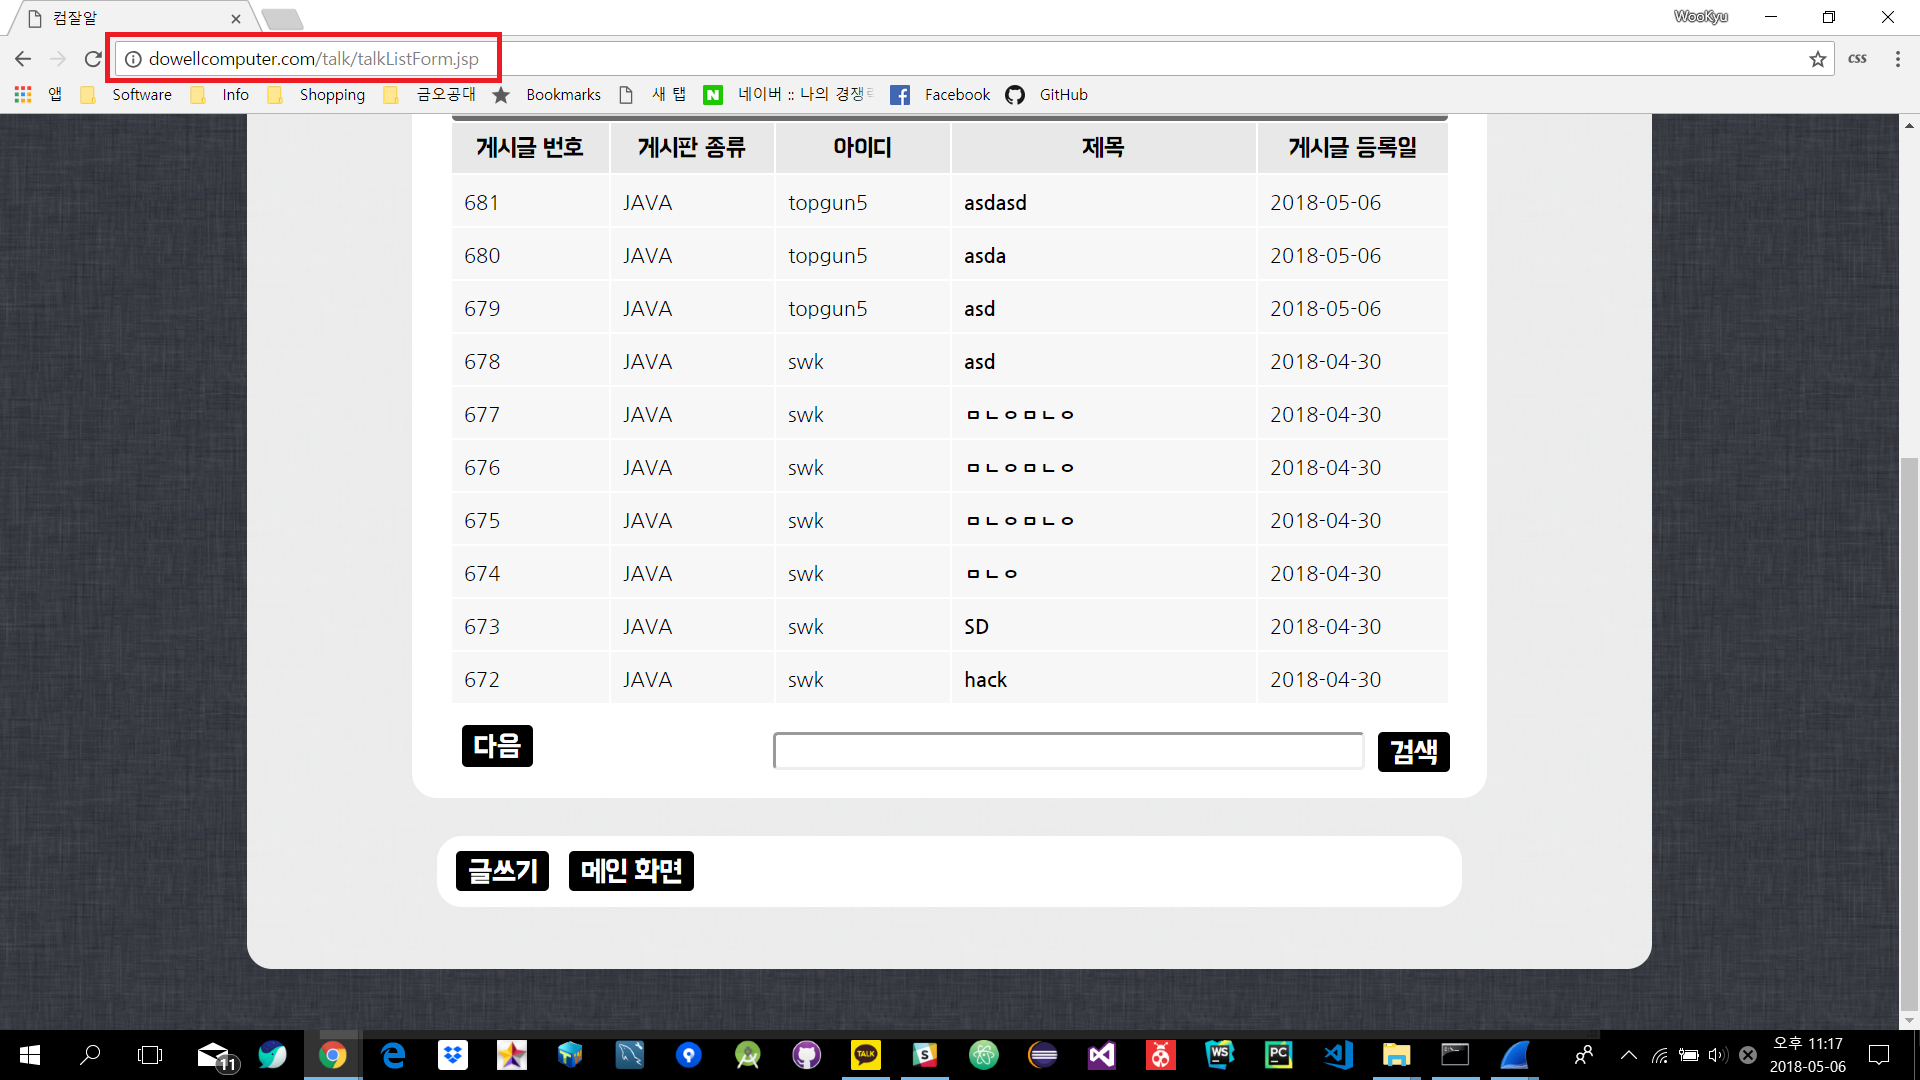 컴잘알
WooKyu
dowellcomputer.com/talk/talkListForm.jsp
css
앱 Software Info Shopping 금오공대 Bookmarks 새 탭 N 네이버 :: 나의 경쟁 Facebook GitHub
게시글 번호 게시판 종류 아이디 제목 게시글 등록일
681 JAVA topgun5 asdasd 2018-05-06
680 JAVA topgun5 asda 2018-05-06
679 JAVA topgun5 asd 2018-05-06
678 JAVA swk asd 2018-04-30
677 JAVA swk ㅁㄴㅇㅁㄴㅇ 2018-04-30
676 JAVA swk ㅁㄴㅇㅁㄴㅇ 2018-04-30
675 JAVA swk ㅁㄴㅇㅁㄴㅇ 2018-04-30
674 JAVA swk ㅁㄴㅇ 2018-04-30
673 JAVA swk SD 2018-04-30
672 JAVA swk hack 2018-04-30
다음 검색
글쓰기 메인 화면
11 TALK S WS PC 오후 11:17
2018-05-06